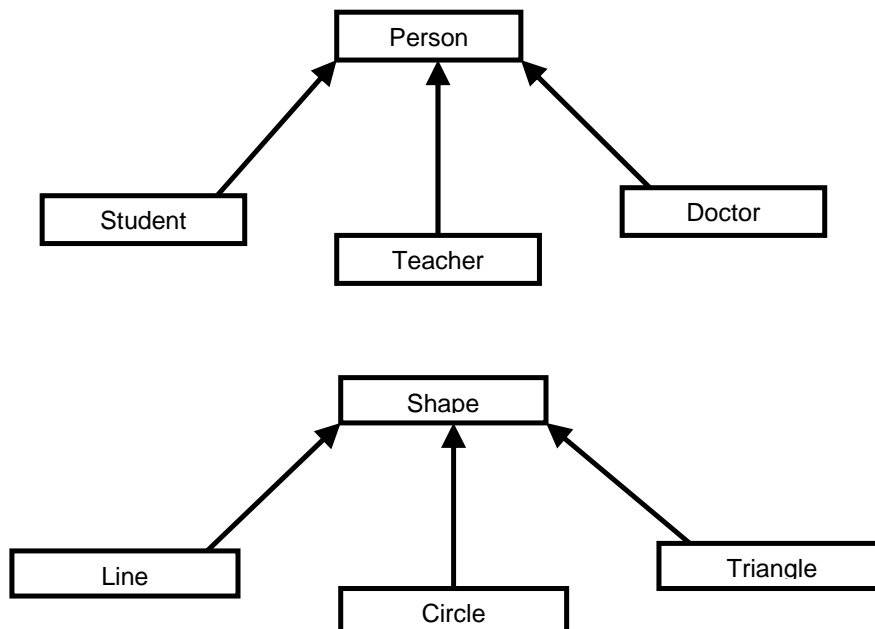 Person
Student
Doctor
Teacher
Shape
Line
Triangle
Circle